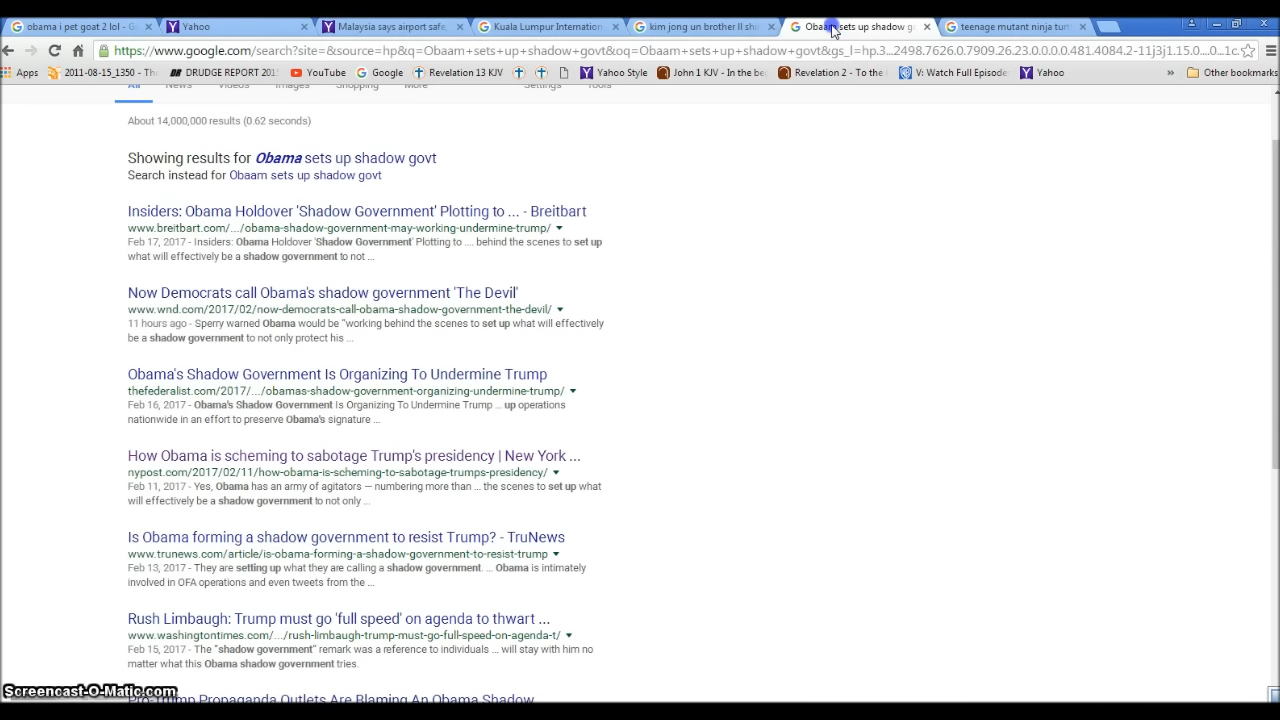 obama i pet goat 2 lol - G
Yahoo
Malaysia says airport safe,
Kuala Lumpur Internation
kim jong un brother ll sh
Obaam sets up shadow g
teenage mutant ninja turt
https://www.google.com/search?site=&source=hp&q=Obaam+sets+up+shadow+govt&oq=Obaam+sets+up+shadow+govt&gs_l=hp.3...2498.7626.0.7909.26.23.0.0.0.0.481.4084.2-11j3j1.15.0....0...1c.
Apps
2011-08-15_1350 - Th
DRUDGE REPORT 201
YouTube
Google
Revelation 13 KJV
Yahoo Style
John 1 KJV - In the be
Revelation 2 - To the
V: Watch Full Episode
Yahoo
»
Other bookmarks
All News Videos Images Shopping More Settings Tools
About 14,000,000 results (0.62 seconds)
Showing results for Obama sets up shadow govt
Search instead for Obaam sets up shadow govt
Insiders: Obama Holdover 'Shadow Government' Plotting to ... - Breitbart
www.breitbart.com/.../obama-shadow-government-may-working-undermine-trump/
Feb 17, 2017 - Insiders: Obama Holdover 'Shadow Government' Plotting to .... behind the scenes to set up
what will effectively be a shadow government to not ...
Now Democrats call Obama's shadow government 'The Devil'
www.wnd.com/2017/02/now-democrats-call-obama-shadow-government-the-devil/
11 hours ago - Sperry warned Obama would be "working behind the scenes to set up what will effectively
be a shadow government to not only protect his ...
Obama's Shadow Government Is Organizing To Undermine Trump
thefederalist.com/2017/.../obamas-shadow-government-organizing-undermine-trump/
Feb 16, 2017 - Obama's Shadow Government Is Organizing To Undermine Trump ... up operations
nationwide in an effort to preserve Obama's signature ...
How Obama is scheming to sabotage Trump's presidency | New York ...
nypost.com/2017/02/11/how-obama-is-scheming-to-sabotage-trumps-presidency/
Feb 11, 2017 - Yes, Obama has an army of agitators — numbering more than ... the scenes to set up what
will effectively be a shadow government to not only ...
Is Obama forming a shadow government to resist Trump? - TruNews
www.trunews.com/article/is-obama-forming-a-shadow-government-to-resist-trump
Feb 13, 2017 - They are setting up what they are calling a shadow government. ... Obama is intimately
involved in OFA operations and even tweets from the ...
Rush Limbaugh: Trump must go 'full speed' on agenda to thwart ...
www.washingtontimes.com/.../rush-limbaugh-trump-must-go-full-speed-on-agenda-t/
Feb 15, 2017 - The "shadow government" remark was a reference to individuals ... will stay with him no
matter what this Obama shadow government tries.
Pro-Trump Propaganda Outlets Are Blaming An Obama Shadow
Screencast-O-Matic.com